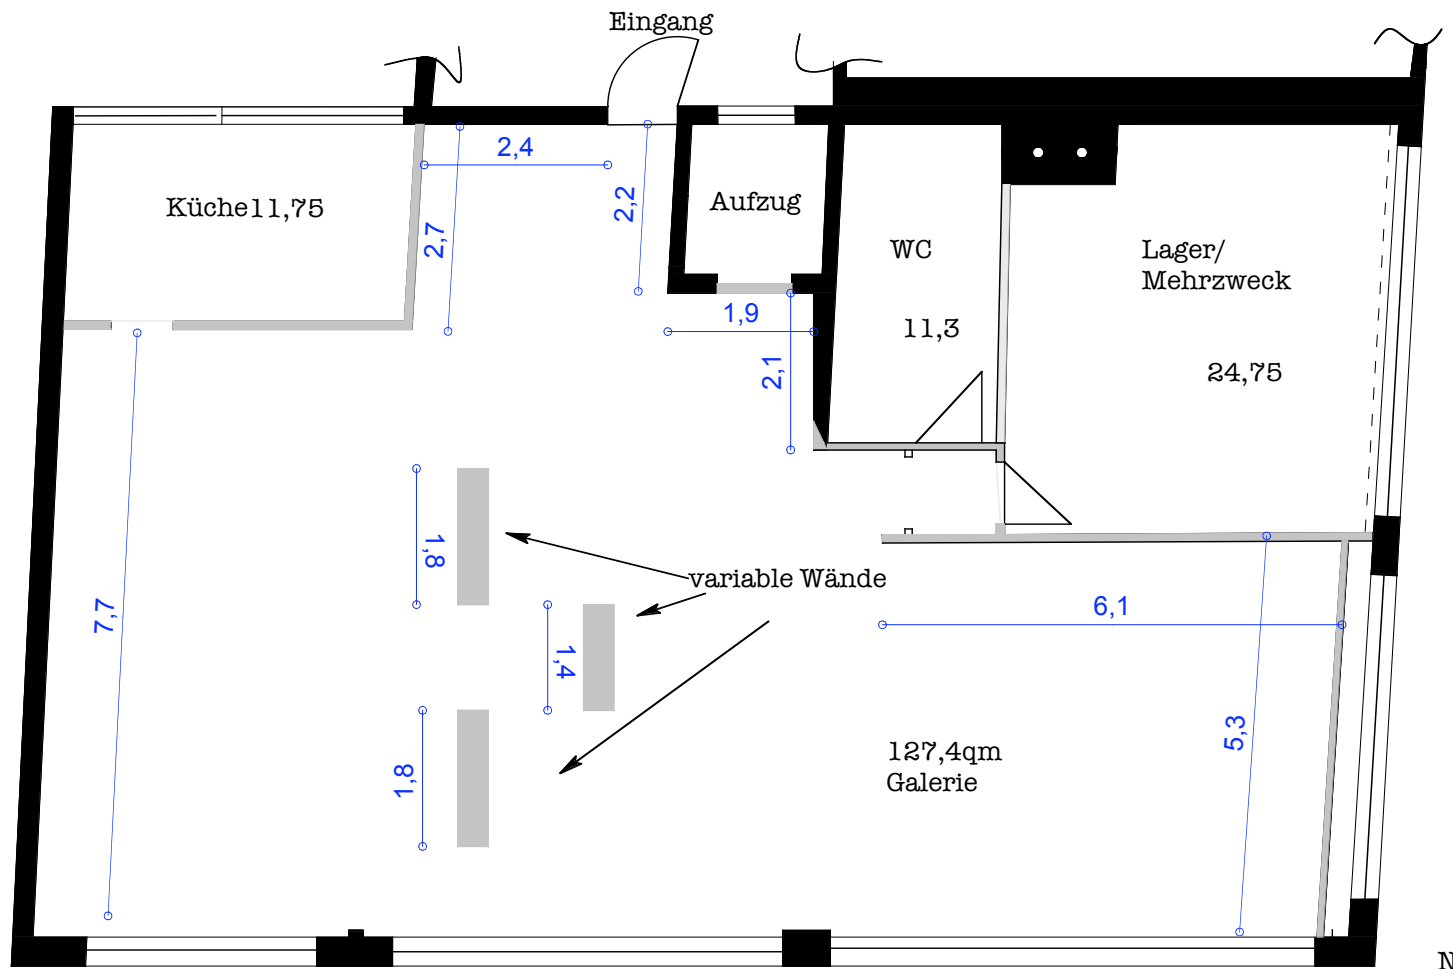 Eingang
2,4
Küche11,75
2,7
2,2
Aufzug
WC
Lager/
Mehrzweck
1,9
11,3
2,1
24,75
1,8
variable Wände
7,7
6,1
1,4
5,3
1,8
127,4qm
Galerie
N